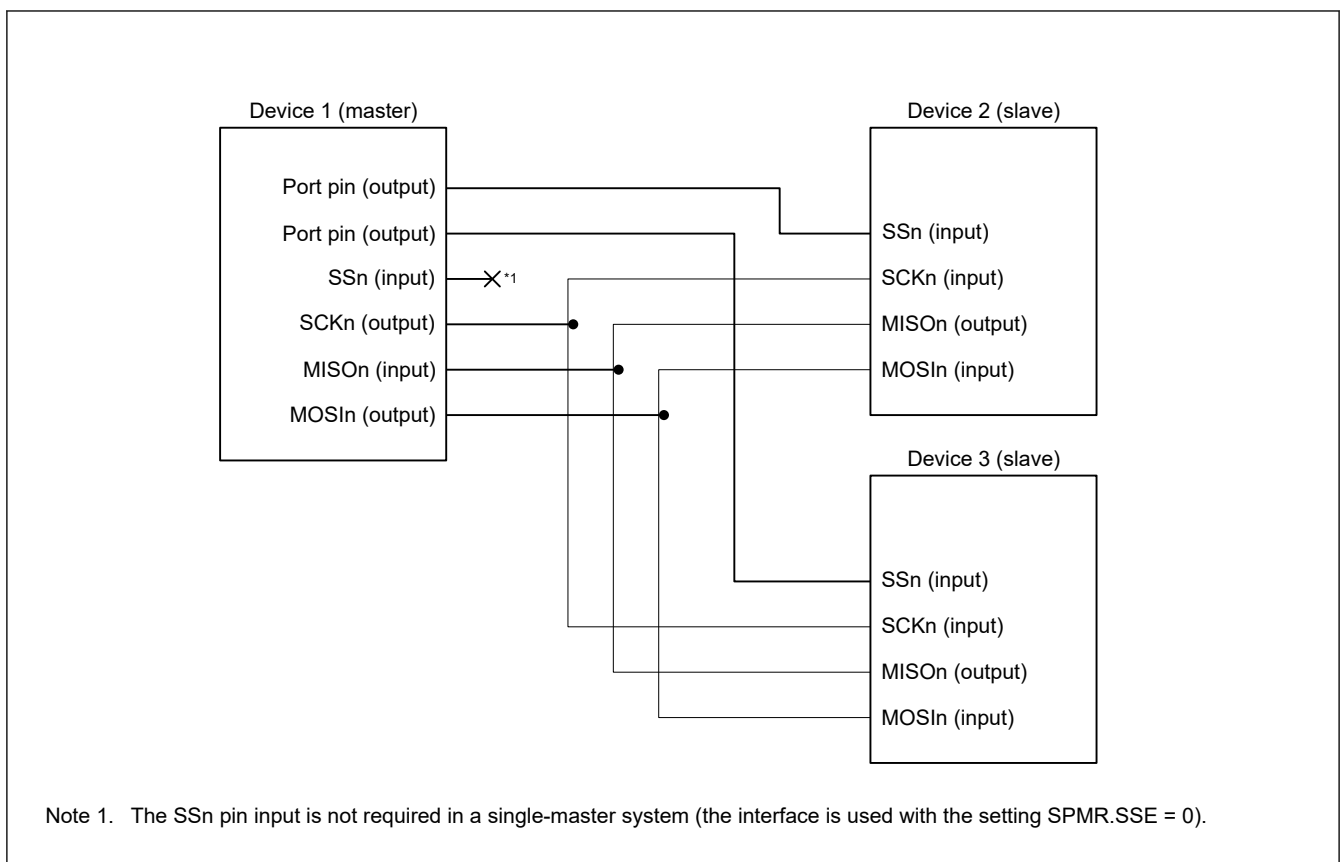 Device 1 (master)
Port pin (output)
Port pin (output)
SSn (input)
*1
SCKn (output)
MISOn (input)
MOSIn (output)
Device 2 (slave)
SSn (input)
SCKn (input)
MISOn (output)
MOSIn (input)
Device 3 (slave)
SSn (input)
SCKn (input)
MISOn (output)
MOSIn (input)
Note 1. The SSn pin input is not required in a single-master system (the interface is used with the setting SPMR.SSE = 0).